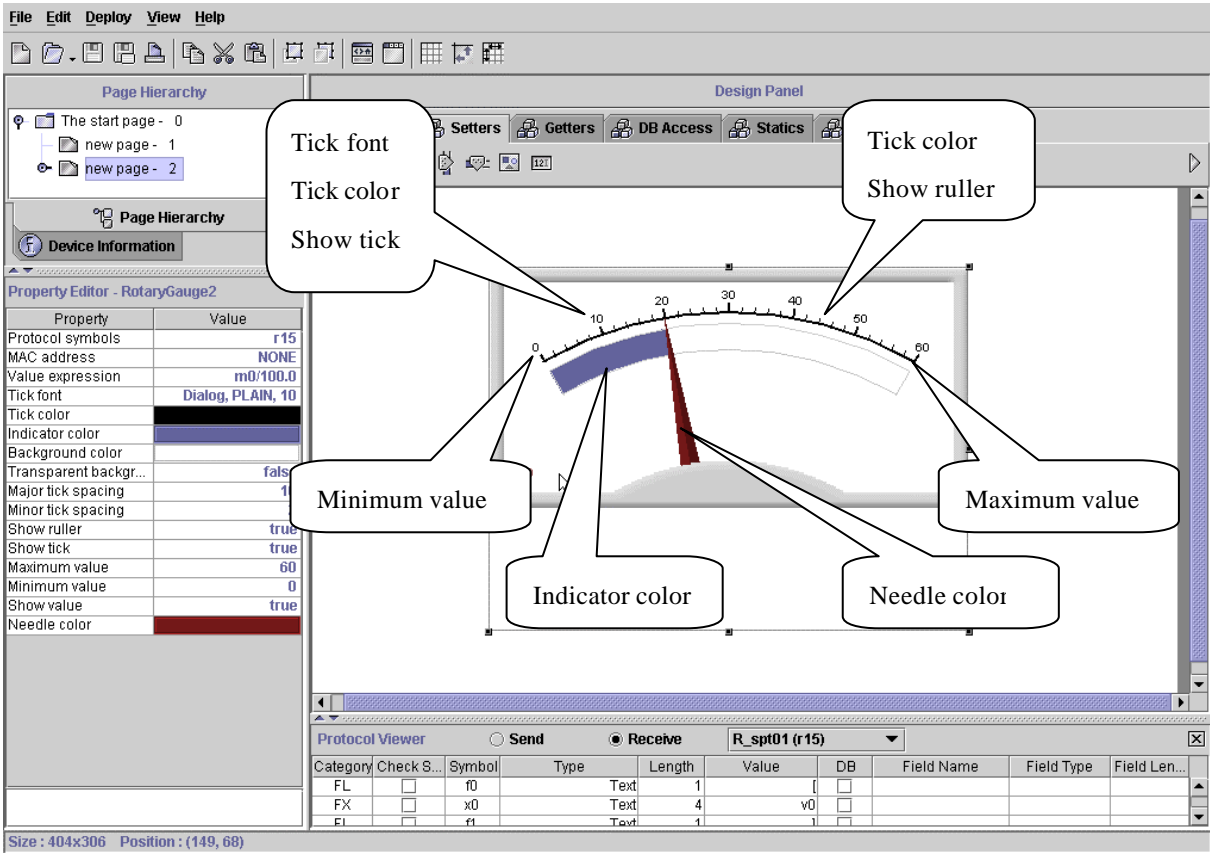 File Edit Deploy View Help
Page Hierarchy
The start page - 0
new page - 1
new page - 2
Page Hierarchy
Device Information
Property Editor - RotaryGauge2
Property Value
Protocol symbols r15
MAC address NONE
Value expression m0/100.0
Tick font Dialog, PLAIN, 10
Tick color
Indicator color
Background color
Transparent backgr...
Major tick spacing
Minor tick spacing
Show ruller true
Show tick true
Maximum value 60
Minimum value 0
Show value true
Needle color
Design Panel
Setters Getters DB Access Statics
Tick font
Tick color
Show tick
Tick color
Show ruller
0 10 20 30 40 50 60
Minimum value
Maximum value
Indicator color
Needle color
Protocol Viewer Send Receive R_spt01 (r15)
Category Check S... Symbol Type Length Value DB Field Name Field Type Field Len...
FL f0 Text 1 [
FX x0 Text 4 v0
FL f1 Text 1 ]
Size : 404x306 Position : (149, 68)